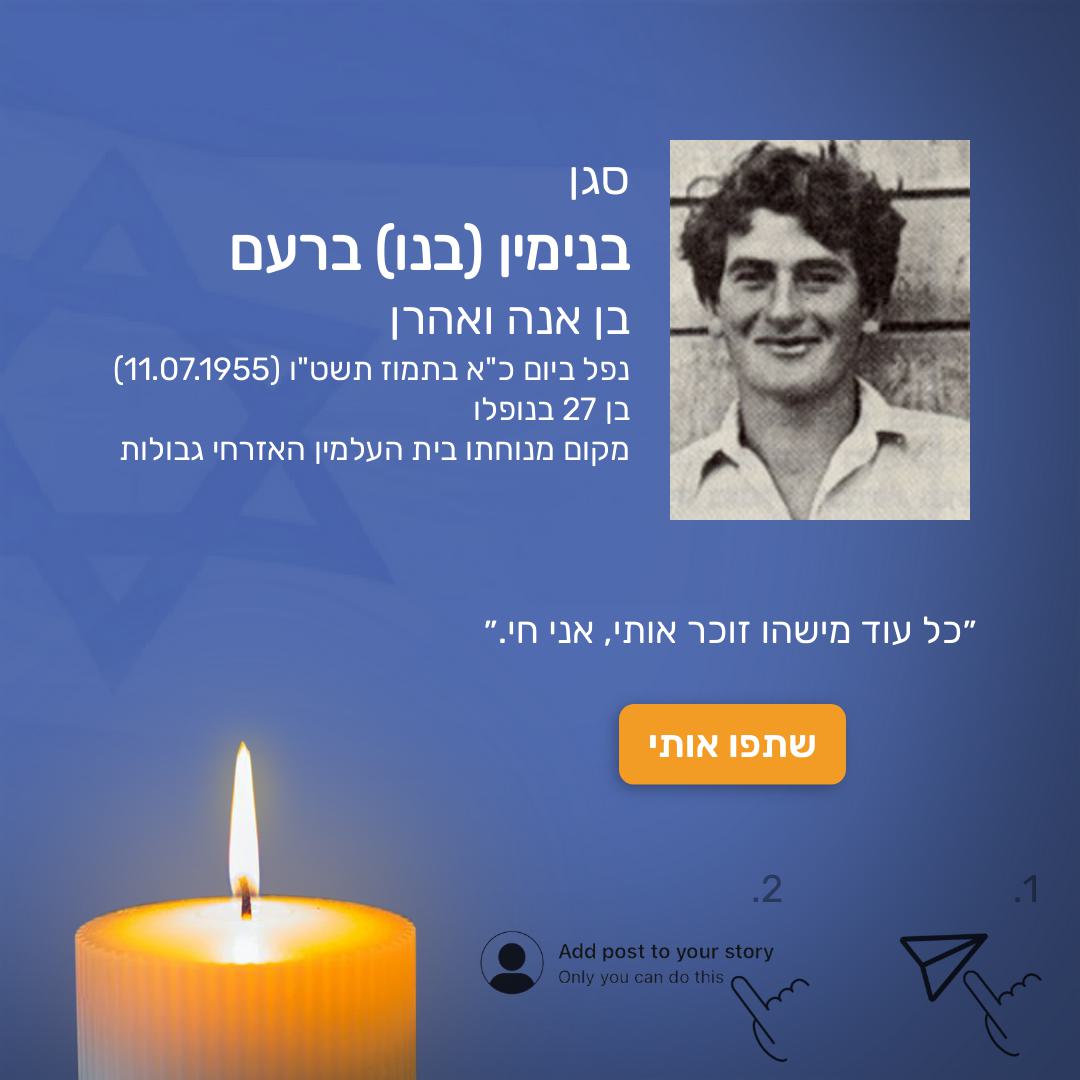 סגן
בנימין (בנו) ברעם
בן אנה ואהרן
נפל ביום כ"א בתמוז תשט"ו (11.07.1955)
בן 27 בנופלו
מקום מנוחתו בית העלמין האזרחי גבולות
״כל עוד מישהו זוכר אותי, אני חי.״
שתפו אותי
1.
2.
Add post to your story
Only you can do this